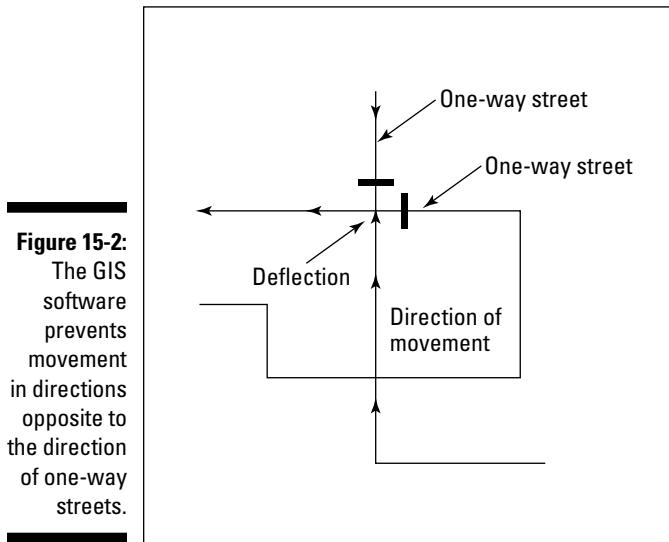 Figure 15-2:
The GIS
software
prevents
movement
in directions
opposite to
the direction
of one-way
streets.
One-way street
One-way street
Deflection
Direction of
movement